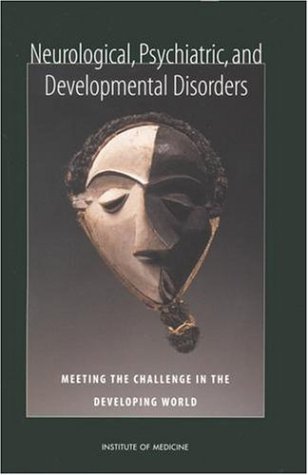 Neurological, Psychiatric, and
Developmental Disorders
MEETING THE CHALLENGE IN THE
DEVELOPING WORLD
INSTITUTE OF MEDICINE